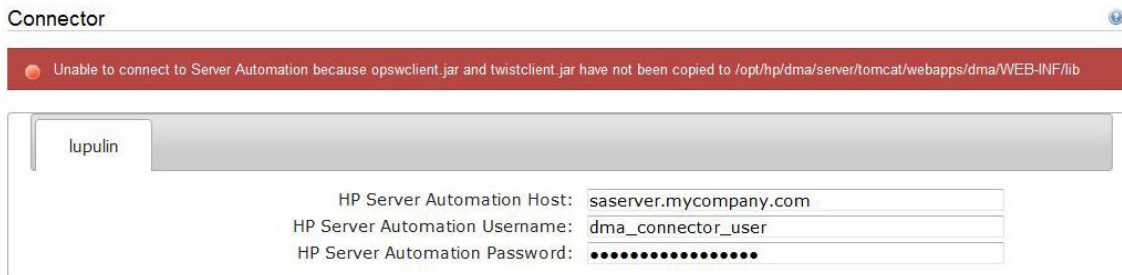 Connector
Unable to connect to Server Automation because opswclient.jar and twistclient.jar have not been copied to /opt/hp/dma/server/tomcat/webapps/dma/WEB-INF/lib
lupulin
HP Server Automation Host: saserver.mycompany.com
HP Server Automation Username: dma_connector_user
HP Server Automation Password: •••••••••••••••••